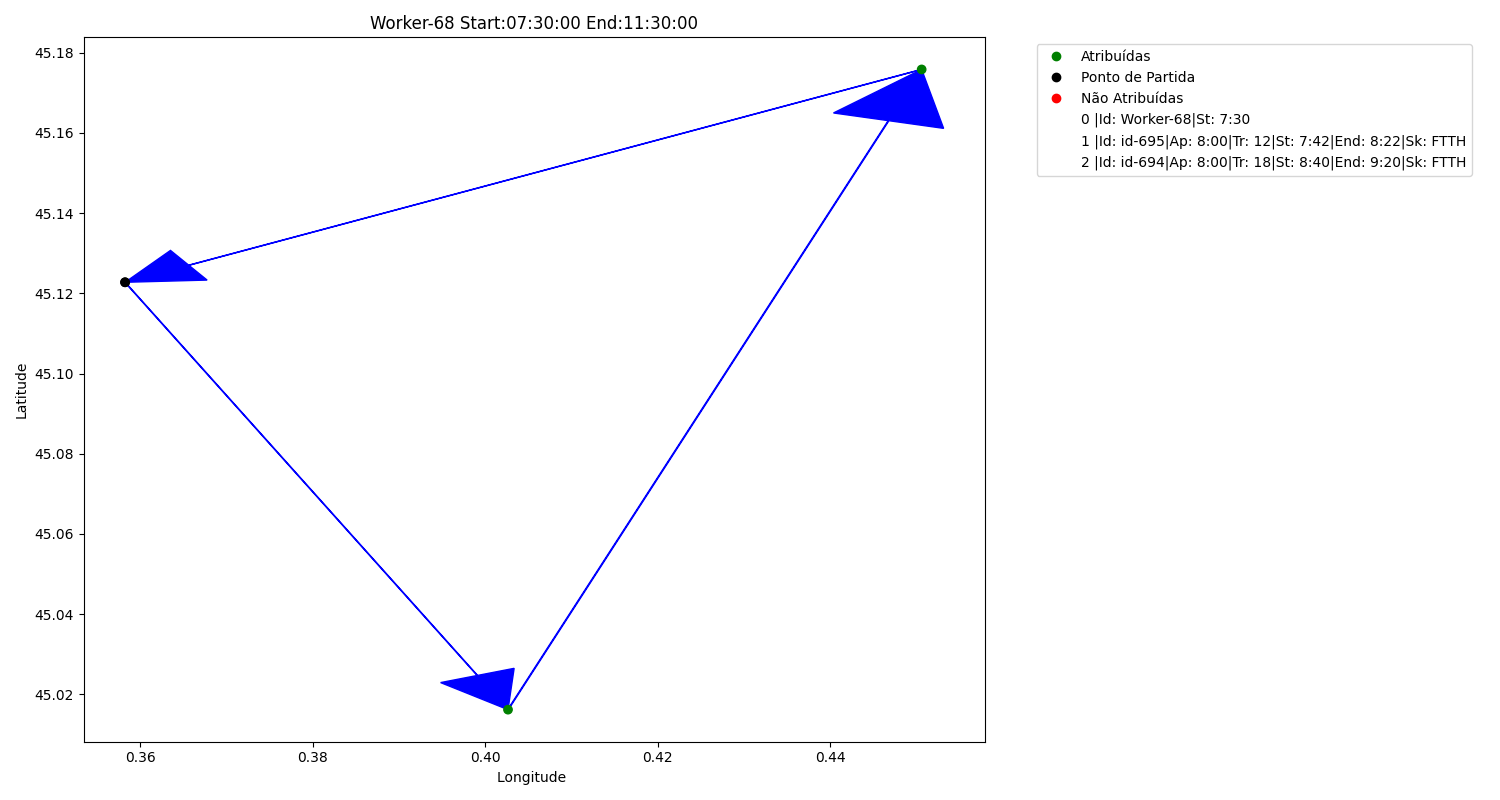 Worker-68 Start:07:30:00 End:11:30:00
45.18
45.16
45.14
45.12
45.10
45.08
45.06
45.04
45.02
Latitude
0.36
0.38
0.40
0.42
0.44
Longitude
Atribuídas
Ponto de Partida
Não Atribuídas
0 |Id: Worker-68|St: 7:30
1 |Id: id-695|Ap: 8:00|Tr: 12|St: 7:42|End: 8:22|Sk: FTTH
2 |Id: id-694|Ap: 8:00|Tr: 18|St: 8:40|End: 9:20|Sk: FTTH